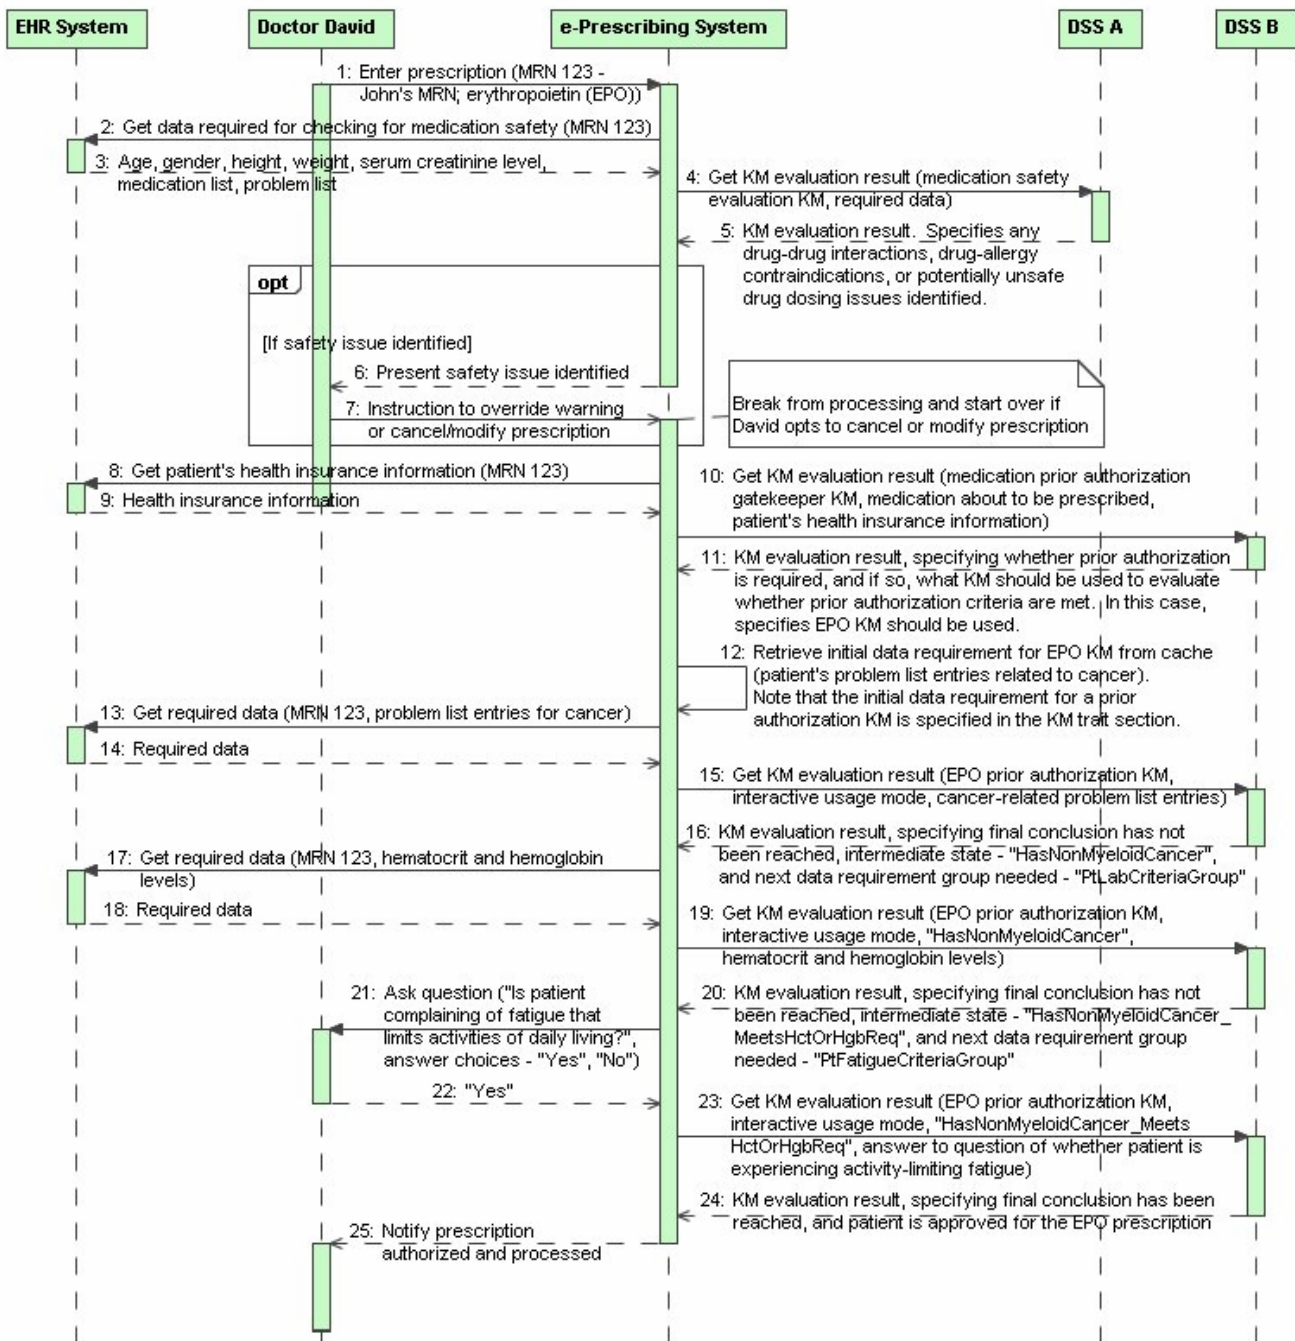 EHR System
Doctor David
e-Prescribing System
DSS A
DSS B
1: Enter prescription (MRN 123 -
John's MRN; erythropoietin (EPO))
2: Get data required for checking for medication safety (MRN 123)
3: Age, gender, height, weight, serum creatinine level,
medication list, problem list
4: Get KM evaluation result (medication safety
evaluation KM, required data)
5: KM evaluation result. Specifies any
drug-drug interactions, drug-allergy
contraindications, or potentially unsafe
drug dosing issues identified.
opt
[If safety issue identified]
6: Present safety issue identified
7: Instruction to override warning
or cancel/modify prescription
Break from processing and start over if
David opts to cancel or modify prescription
8: Get patient's health insurance information (MRN 123)
9: Health insurance information
10: Get KM evaluation result (medication prior authorization
gatekeeper KM, medication about to be prescribed,
patient's health insurance information)
11: KM evaluation result, specifying whether prior authorization
is required, and if so, what KM should be used to evaluate
whether prior authorization criteria are met. In this case,
specifies EPO KM should be used.
12: Retrieve initial data requirement for EPO KM from cache
(patient's problem list entries related to cancer).
Note that the initial data requirement for a prior
authorization KM is specified in the KM trait section.
13: Get required data (MRN 123, problem list entries for cancer)
14: Required data
15: Get KM evaluation result (EPO prior authorization KM,
interactive usage mode, cancer-related problem list entries)
16: KM evaluation result, specifying final conclusion has not
been reached, intermediate state - "HasNonMyeloidCancer",
and next data requirement group needed - "PtLabCriteriaGroup"
17: Get required data (MRN 123, hematocrit and hemoglobin
levels)
18: Required data
19: Get KM evaluation result (EPO prior authorization KM,
interactive usage mode, "HasNonMyeloidCancer",
hematocrit and hemoglobin levels)
20: KM evaluation result, specifying final conclusion has not
been reached, intermediate state - "HasNonMyeloidCancer_
MeetsHctOrHgbReq", and next data requirement group
needed - "PtFatigueCriteriaGroup"
21: Ask question ("Is patient
complaining of fatigue that
limits activities of daily living?",
answer choices - "Yes", "No")
22: "Yes"
23: Get KM evaluation result (EPO prior authorization KM,
interactive usage mode, "HasNonMyeloidCancer_Meets
HctOrHgbReq", answer to question of whether patient is
experiencing activity-limiting fatigue)
24: KM evaluation result, specifying final conclusion has been
reached, and patient is approved for the EPO prescription
25: Notify prescription
authorized and processed